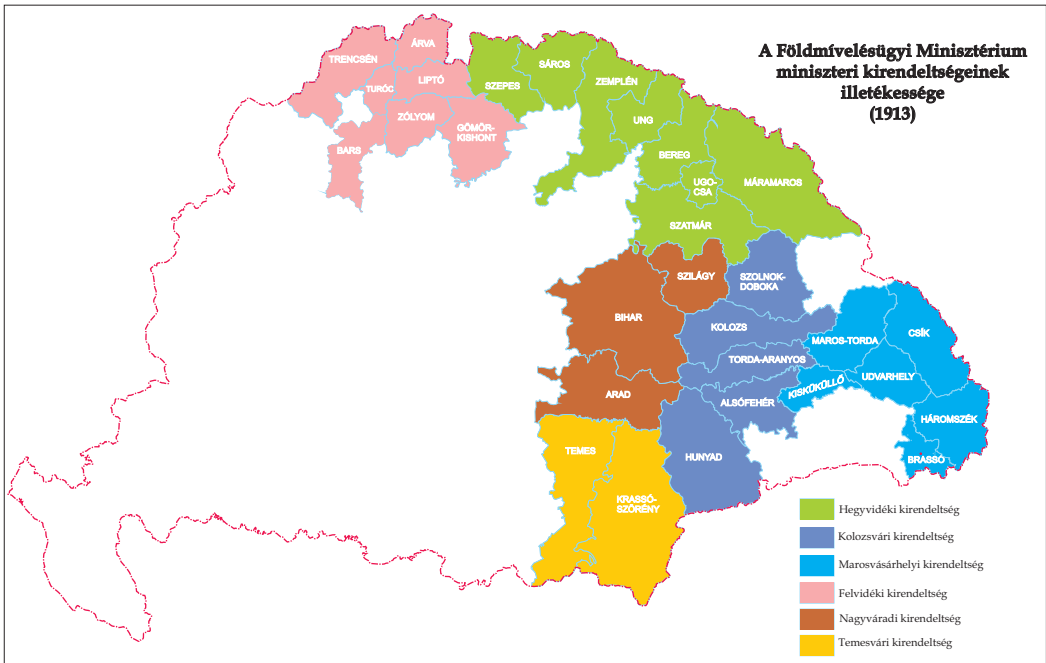 A Földmívelésügyi Minisztérium
miniszteri kirendeltségeinek
illetékessége
(1913)
ÁRVA
TRENCSÉN
LIPTÓ
TURÓC
ZÓLYOM
BARS
GÖMÖR-
KISHONT
SZEPES
SÁROS
ZEMPLÉN
UNG
BEREG
UGO-
CSA
MÁRAMAROS
SZATMÁR
SZILÁGY
SZOLNOK-
DOBOKA
BIHAR
KOLOZS
MAROS-TORDA
CSÍK
TORDA-ARANYOS
UDVARHELY
KISKÜKÜLLŐ
ARAD
ALSÓFEHÉR
HÁROMSZÉK
TEMES
HUNYAD
BRASSÓ
KRASSÓ-
SZÖRÉNY
Hegyvidéki kirendeltség
Kolozsvári kirendeltség
Marosvásárhelyi kirendeltség
Felvidéki kirendeltség
Nagyváradi kirendeltség
Temesvári kirendeltség